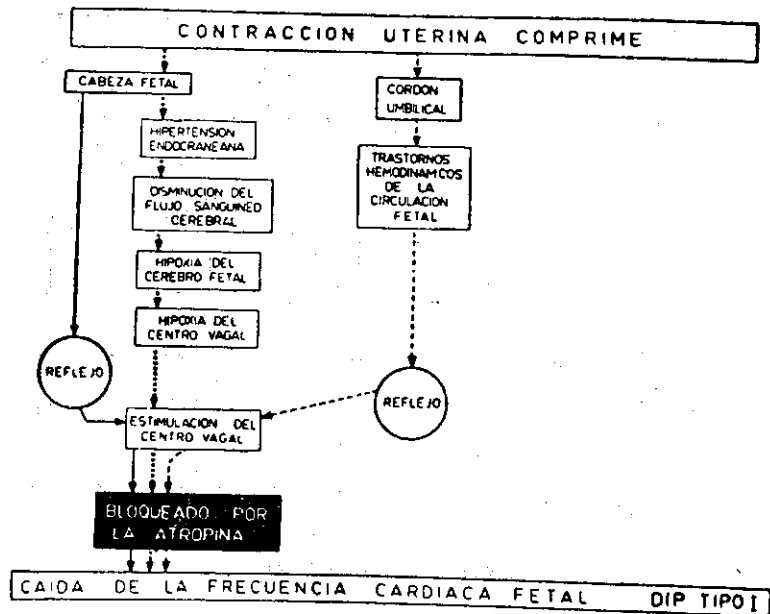 CONTRACCION UTERINA COMPRIME
CABEZA FETAL
CORDON
UMBILICAL
HIPERTENSION
ENDOCRANEANA
TRASTORNOS
HEMODINAMCOS
DE LA
CIRCULACION
FETAL
DISMINUCION DEL
FLUJO SANGUINEO
CEREBRAL
HIPOXIA DEL
CEREBRO FETAL
HIPOXIA DEL
CENTRO VAGAL
REFLEJO
REFLEJO
ESTIMULACION DEL
CENTRO VAGAL
BLOQUEADO POR
LA ATROPINA
CAIDA DE LA FRECUENCIA CARDIACA FETAL DIP TIPO I